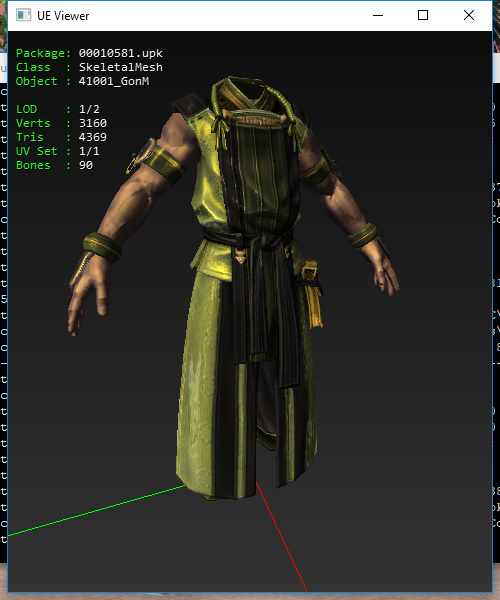 UE Viewer
Package: 00010581.upk
Class  : SkeletalMesh
Object : 41001_GonM
LOD    : 1/2
Verts  : 3160
Tris   : 4369
UV Set : 1/1
Bones  : 90